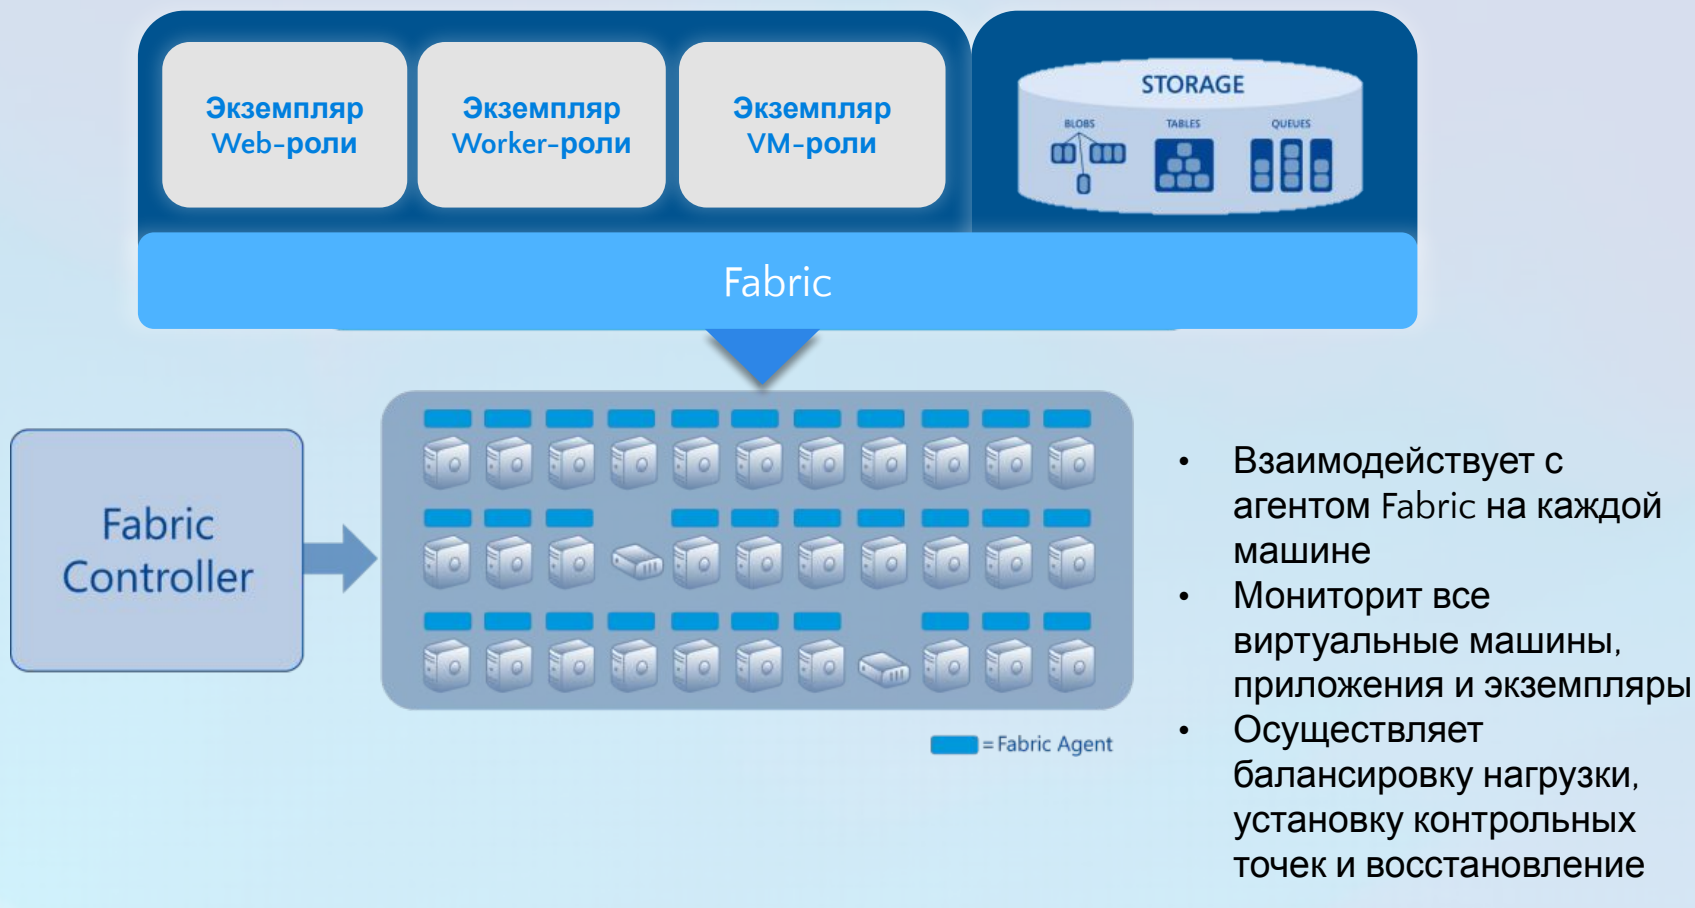 Экземпляр
Web-роли
Экземпляр
Worker-роли
Экземпляр
VM-роли
STORAGE
BLOBS
TABLES
QUEUES
Fabric
Fabric
Controller
= Fabric Agent
• Взаимодействует с
агентом Fabric на каждой
машине
• Мониторит все
виртуальные машины,
приложения и экземпляры
• Осуществляет
балансировку нагрузки,
установку контрольных
точек и восстановление